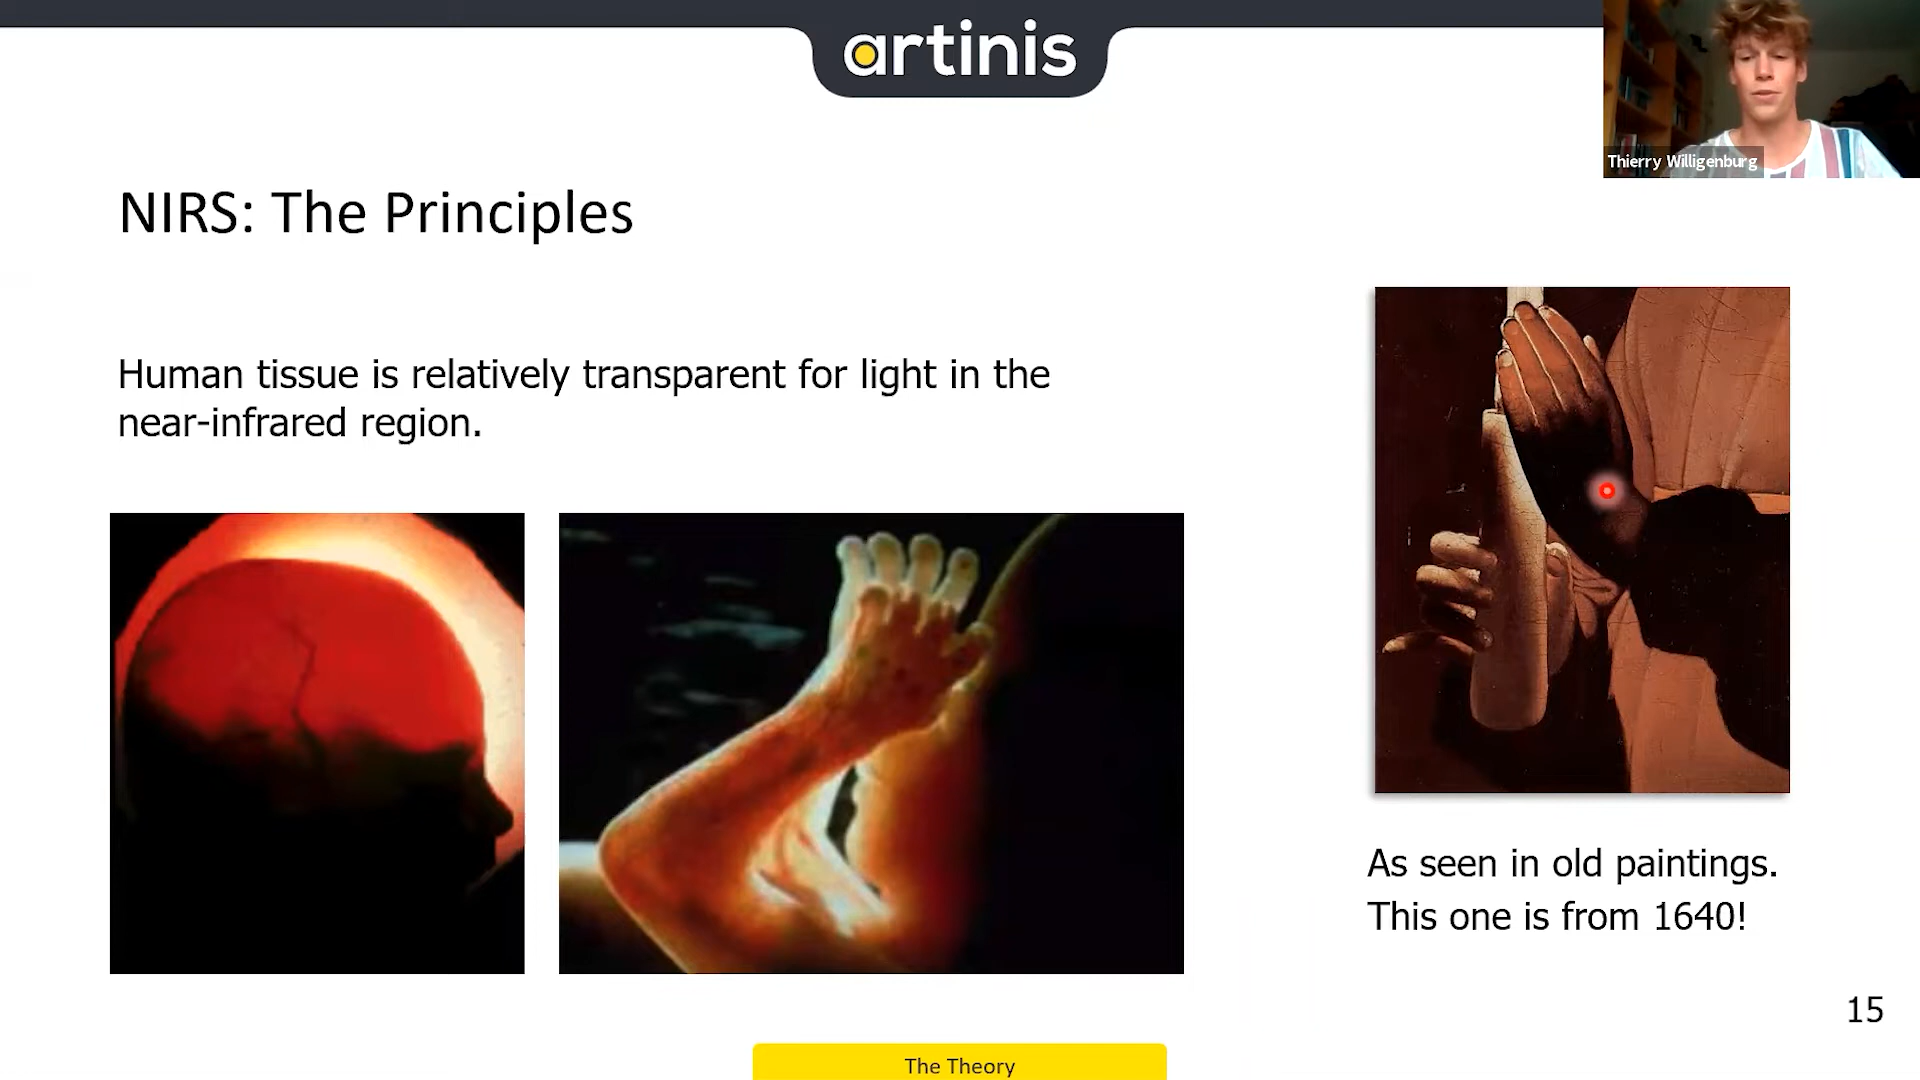 artinis
Thierry Willigenburg
NIRS: The Principles
Human tissue is relatively transparent for light in the
near-infrared region.
As seen in old paintings.
This one is from 1640!
15
The Theory